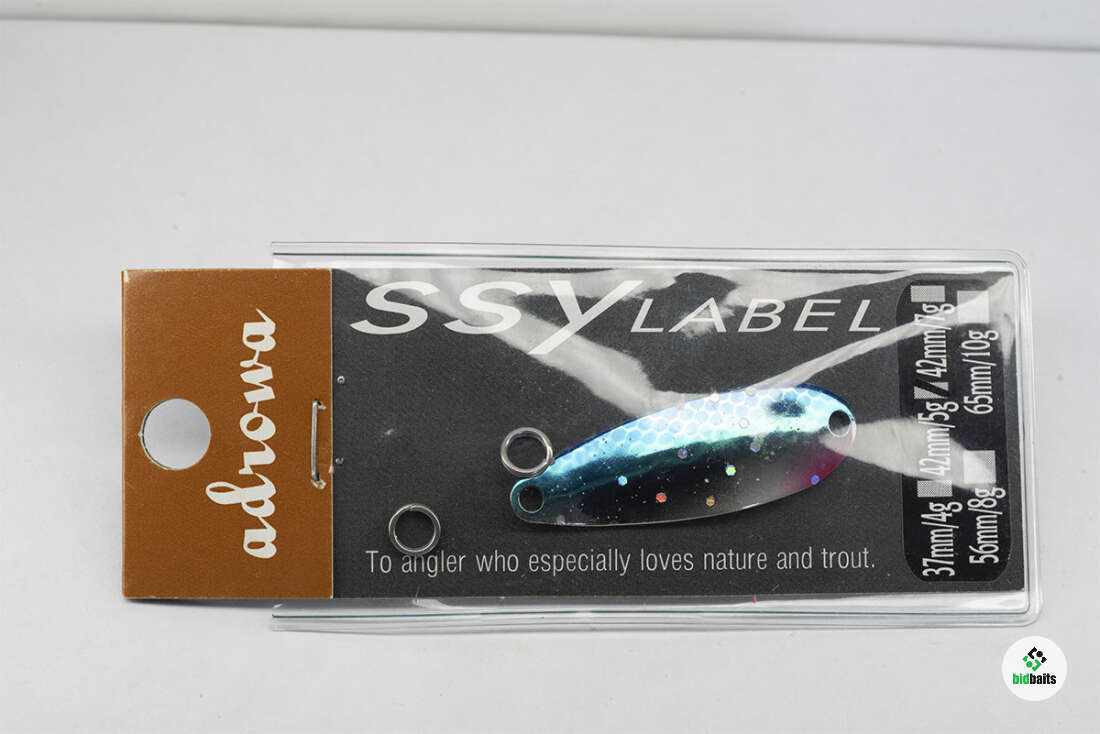 adrowa
SSY LABEL
To angler who especially loves nature and trout.
37mm/4g 42mm/5g 42mm/7g
56mm/8g 65mm/10g
bidbaits